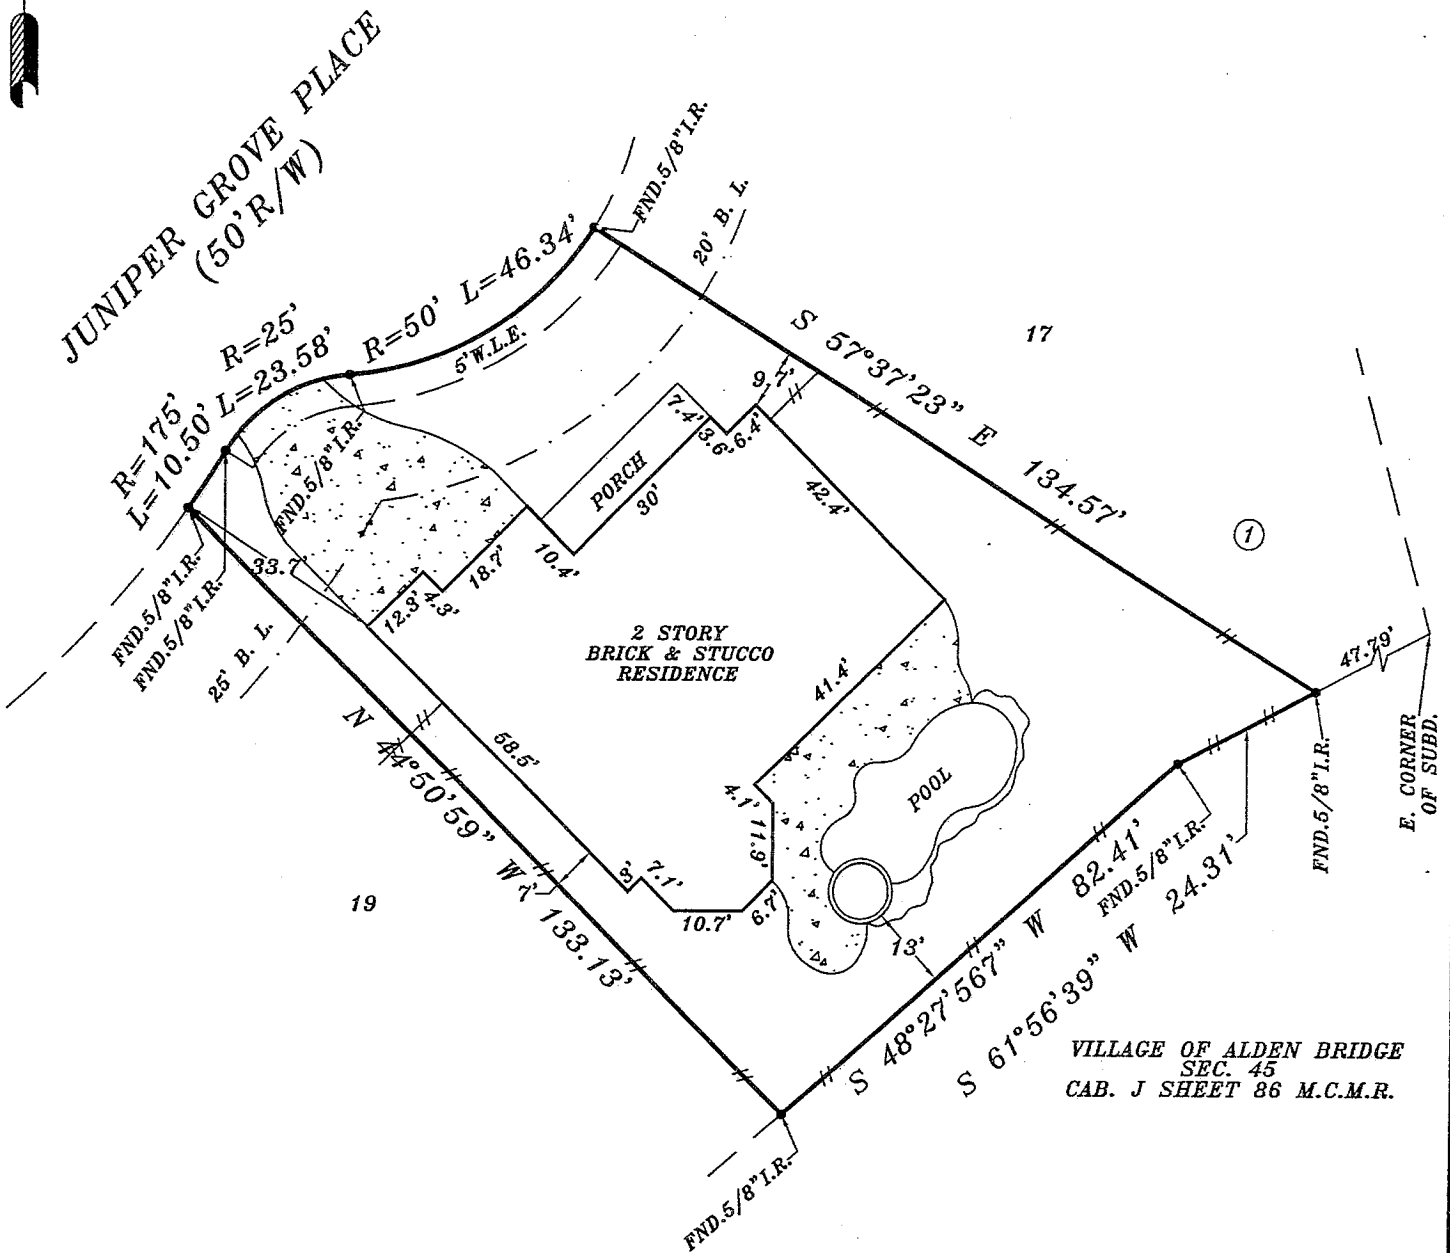 JUNIPER GROVE PLACE
(50' R/W)
R=175'
L=10.50'
R=25'
L=23.58'
R=50' L=46.34'
5' W.L.E.
FND.5/8"I.R.
20' B. L.
S 57°37'23" E 134.57'
17
1
47.79'
E. CORNER
OF SUBD.
FND.5/8"I.R.
FND.5/8"I.R.
FND.5/8"I.R.
FND.5/8"I.R.
33.7'
25' B. L.
PORCH
30'
7.4'
3.6'
6.4'
9.7'
42.4'
10.4'
18.7'
4.3'
12.3'
2 STORY
BRICK & STUCCO
RESIDENCE
41.4'
58.5'
4.1'
11.9'
6.7'
10.7'
7.1'
3'
7'
POOL
13'
N 44°50'59" W 133.13'
19
S 48°27'567" W 82.41'
FND.5/8"I.R.
S 61°56'39" W 24.31'
FND.5/8"I.R.
FND.5/8"I.R.
VILLAGE OF ALDEN BRIDGE
SEC. 45
CAB. J SHEET 86 M.C.M.R.